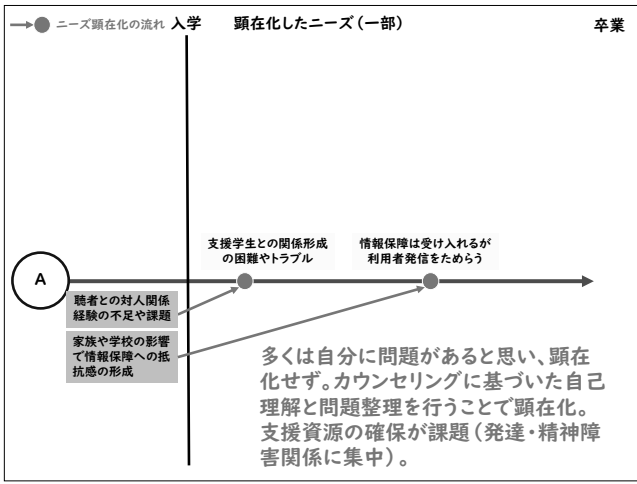 ニーズ顕在化の流れ 入学 顕在化したニーズ（一部） 卒業
支援学生との関係形成
の困難やトラブル
情報保障は受け入れるが
利用者発信をためらう
A
聴者との対人関係
経験の不足や課題
家族や学校の影響
で情報保障への抵
抗感の形成
多くは自分に問題があると思い、顕在
化せず。カウンセリングに基づいた自己
理解と問題整理を行うことで顕在化。
支援資源の確保が課題（発達・精神障
害関係に集中）。